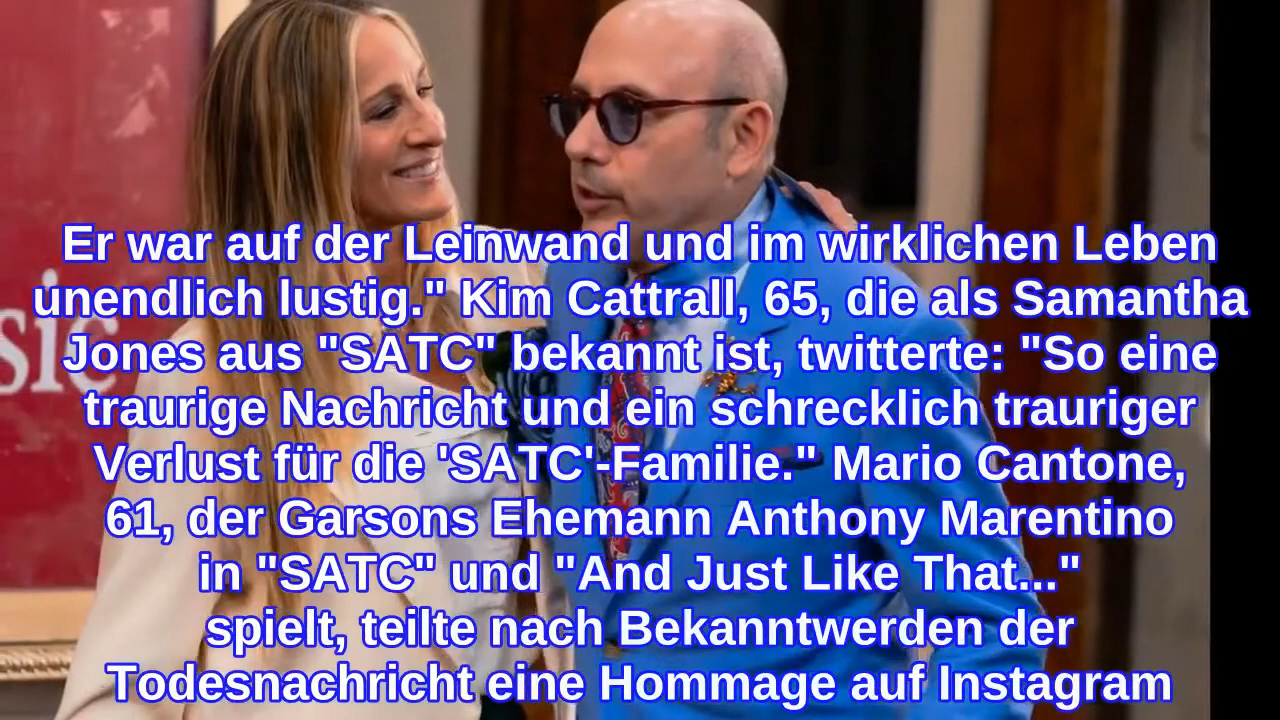 Er war auf der Leinwand und im wirklichen Leben
unendlich lustig." Kim Cattrall, 65, die als Samantha
Jones aus "SATC" bekannt ist, twitterte: "So eine
traurige Nachricht und ein schrecklich trauriger
Verlust für die 'SATC'-Familie." Mario Cantone,
61, der Garsons Ehemann Anthony Marentino
in "SATC" und "And Just Like That..."
spielt, teilte nach Bekanntwerden der
Todesnachricht eine Hommage auf Instagram